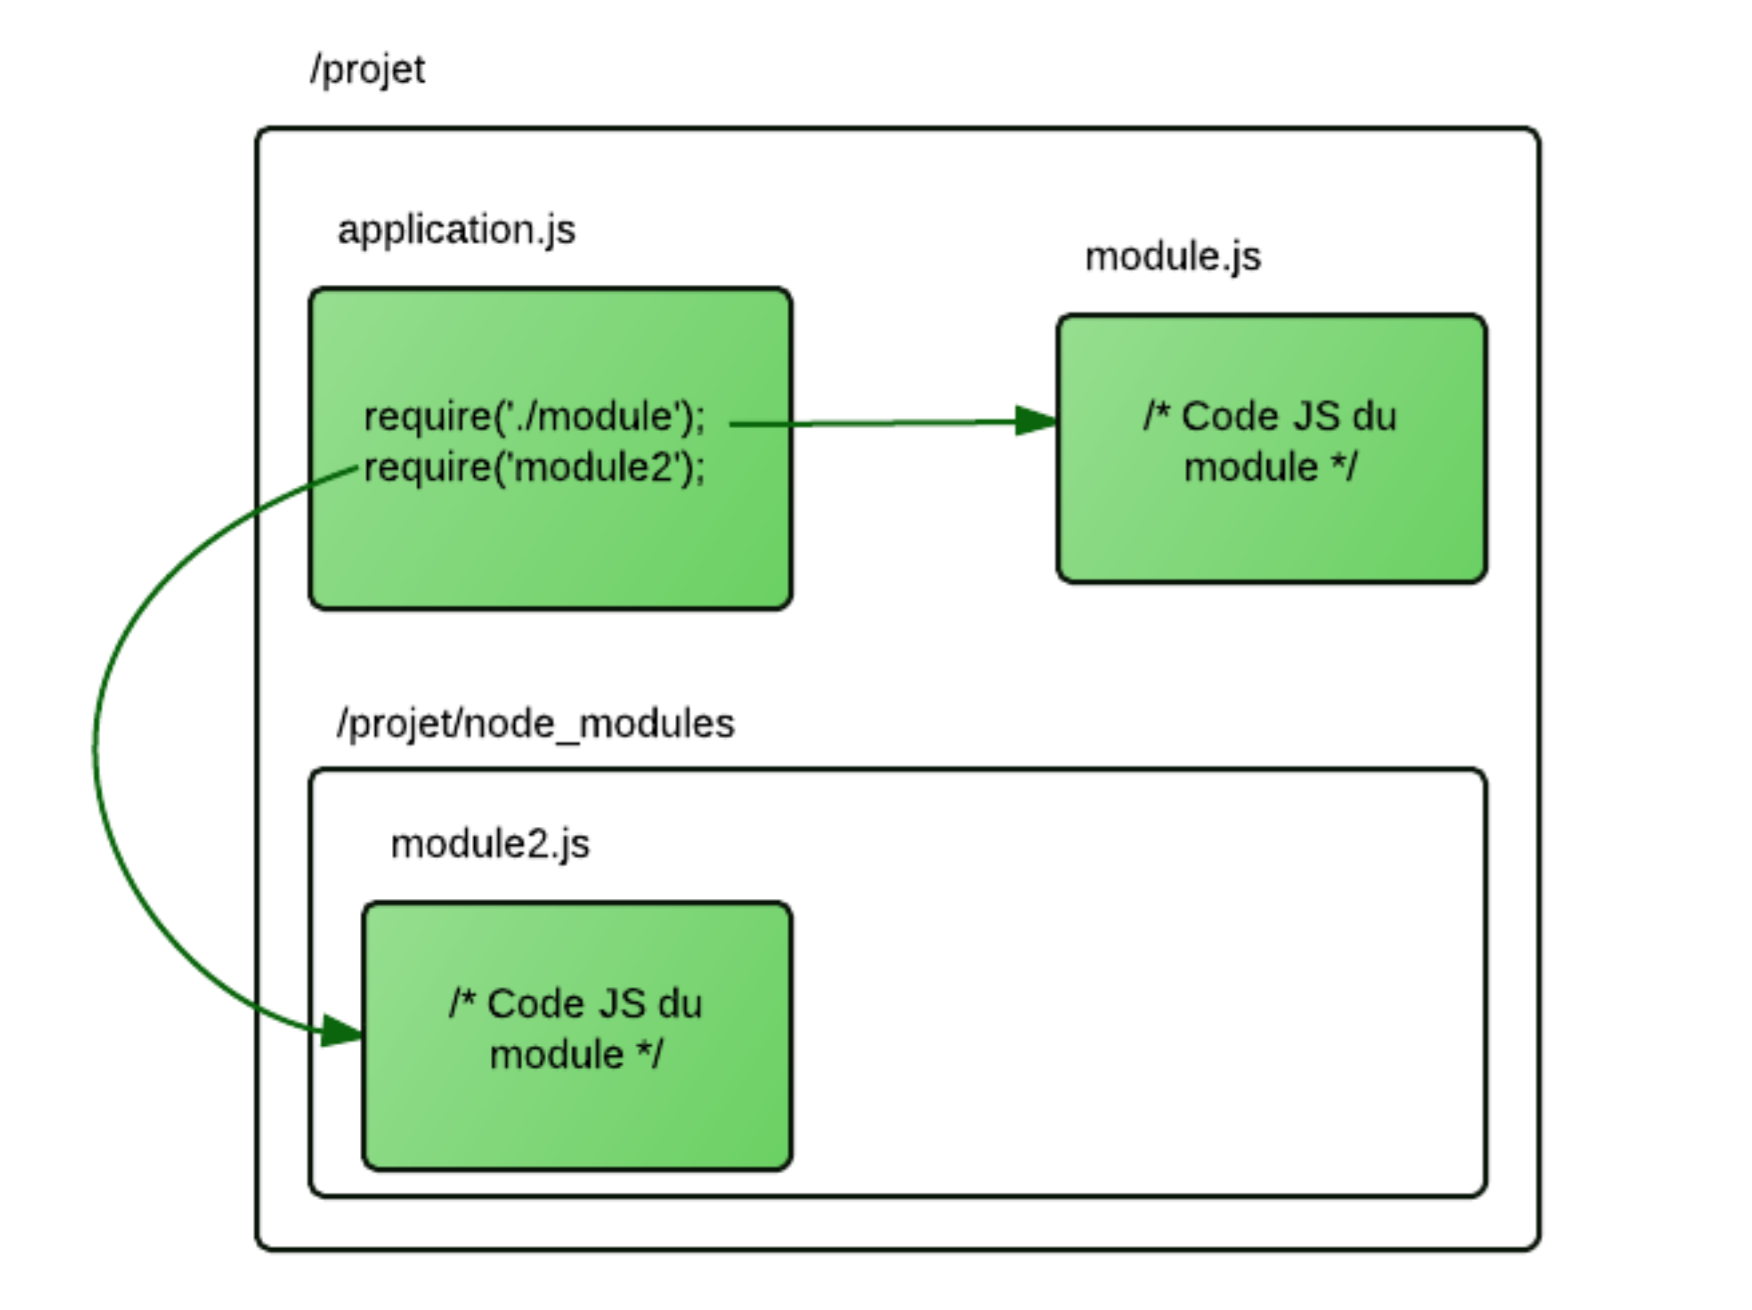 /projet
application.js
module.js
require('./module');
require('module2');
/* Code JS du
module */
/projet/node_modules
module2.js
/* Code JS du
module */